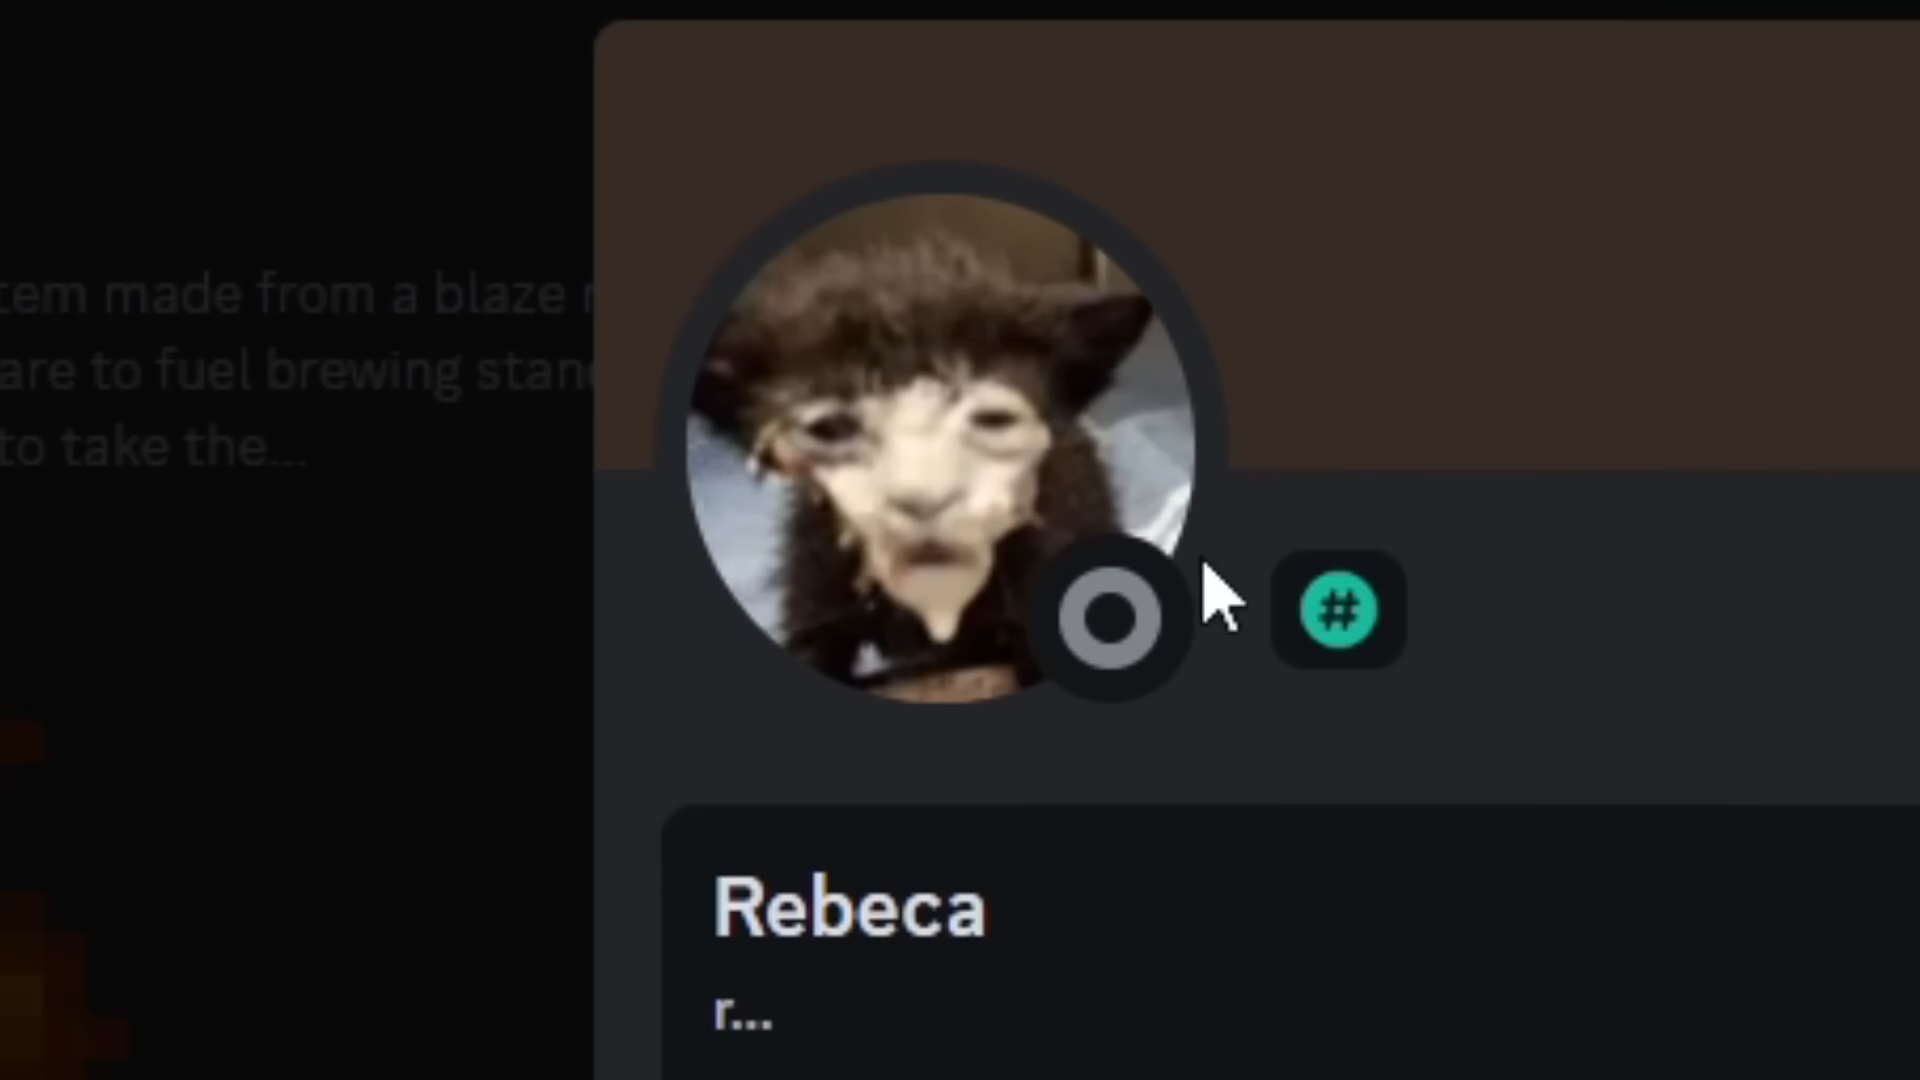 tem made from a blaze
are to fuel brewing stand
to take the...
#
Rebeca
r...